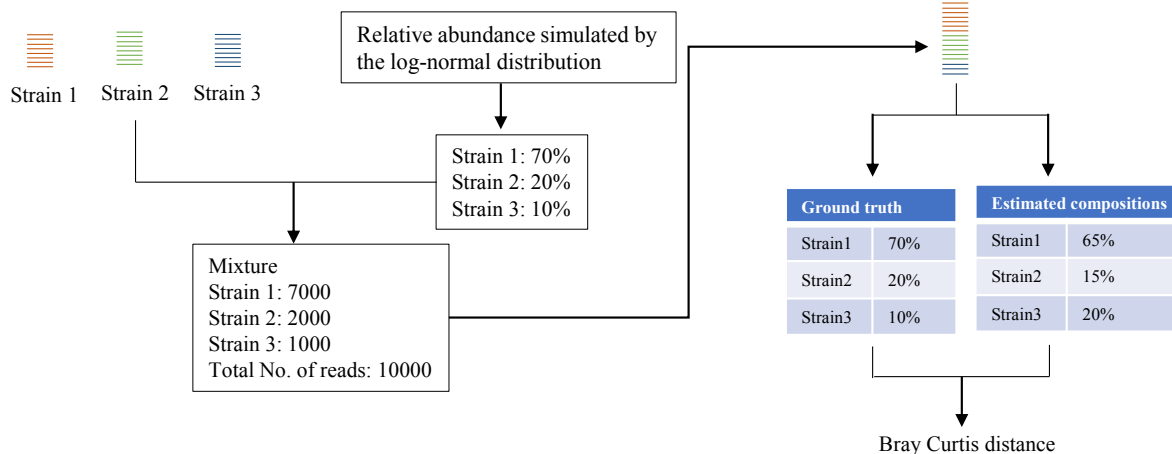 Strain 1
Strain 2
Strain 3
Relative abundance simulated by
the log-normal distribution
Strain 1: 70%
Strain 2: 20%
Strain 3: 10%
Mixture
Strain 1: 7000
Strain 2: 2000
Strain 3: 1000
Total No. of reads: 10000
Ground truth
Strain1 70%
Strain2 20%
Strain3 10%
Estimated compositions
Strain1 65%
Strain2 15%
Strain3 20%
Bray Curtis distance